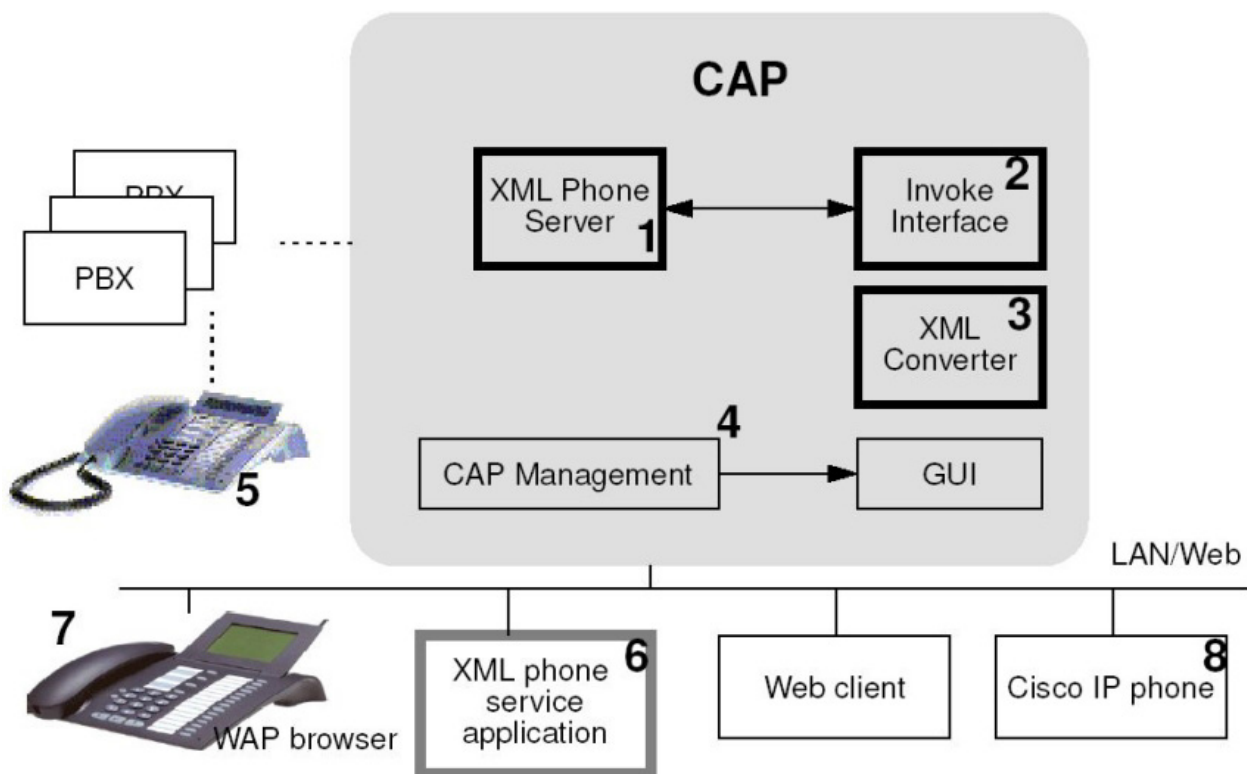 CAP
XML Phone
Server
1
2
Invoke
Interface
PBX
PBX
3
XML
Converter
4
CAP Management
GUI
5
LAN/Web
7
WAP browser
6
XML phone
service
application
Web client
8
Cisco IP phone